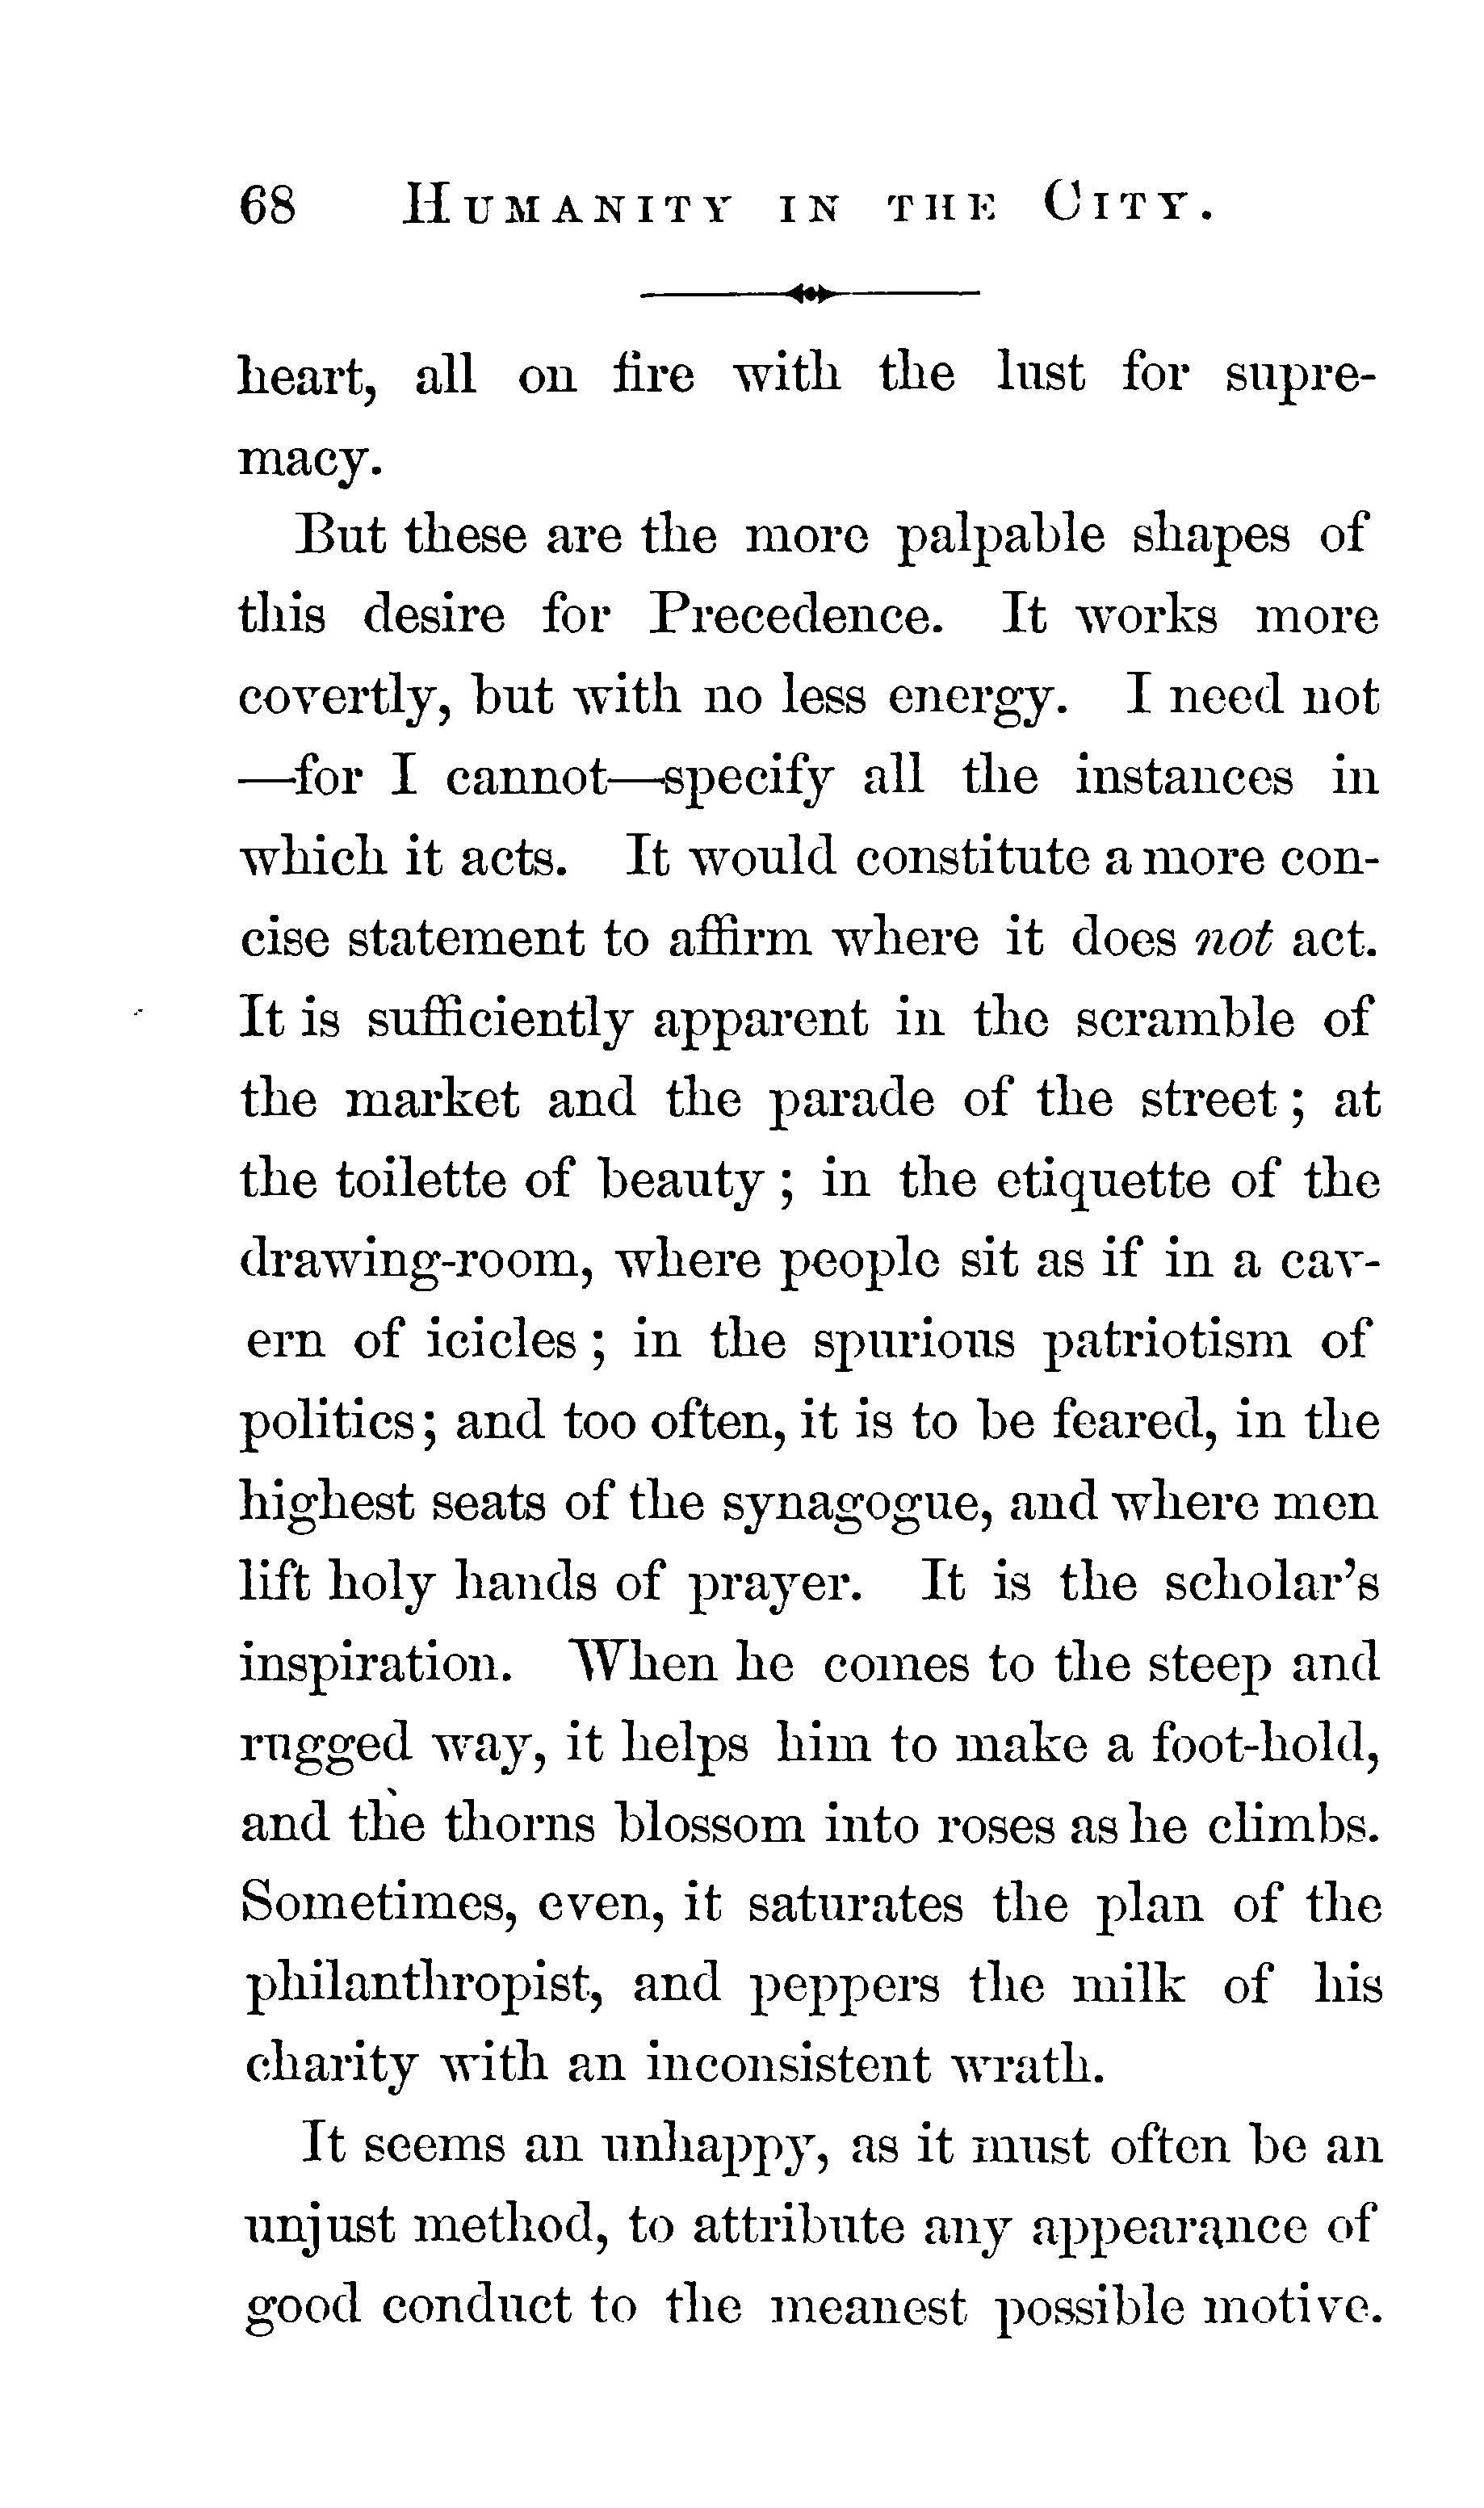 68 HUMANITY IN THE CITY.
heart, all on fire with the lust for supre-
macy.
But these are the more palpable shapes of
this desire for Precedence. It works more
covertly, but with no less energy. I need not
—for I cannot—specify all the instances in
which it acts. It would constitute a more con-
cise statement to affirm where it does not act.
It is sufficiently apparent in the scramble of
the market and the parade of the street; at
the toilette of beauty; in the etiquette of the
drawing-room, where people sit as if in a cav-
ern of icicles; in the spurious patriotism of
politics; and too often, it is to be feared, in the
highest seats of the synagogue, and where men
lift holy hands of prayer. It is the scholar's
inspiration. When he comes to the steep and
rugged way, it helps him to make a foot-hold,
and the thorns blossom into roses as he climbs.
Sometimes, even, it saturates the plan of the
philanthropist, and peppers the milk of his
charity with an inconsistent wrath.
It seems an unhappy, as it must often be an
unjust method, to attribute any appearance of
good conduct to the meanest possible motive.